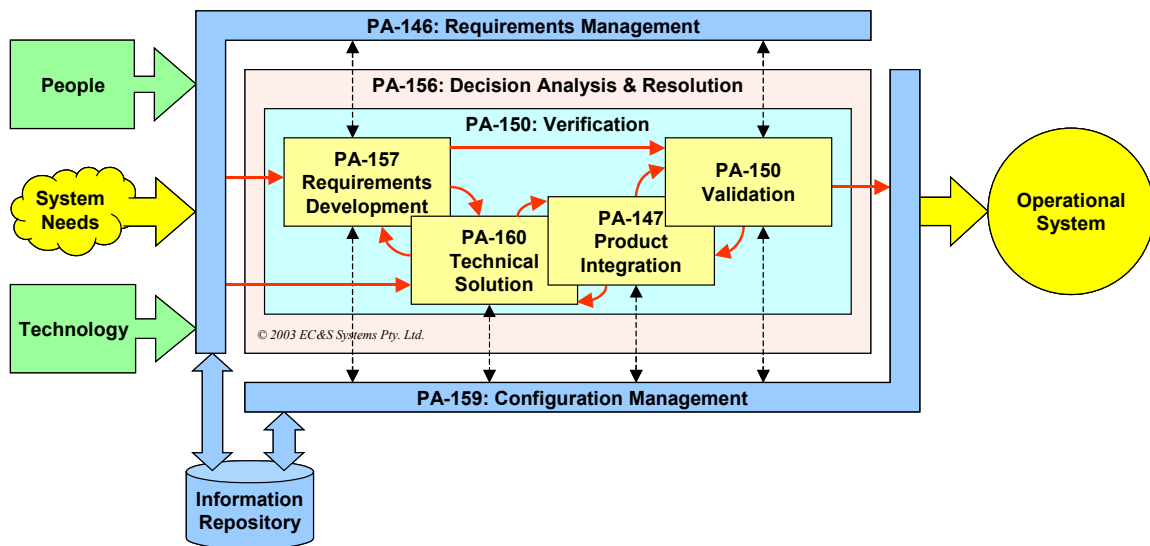 PA-146: Requirements Management
People
PA-156: Decision Analysis & Resolution
PA-150: Verification
PA-157
Requirements
Development
PA-150
Validation
System
Needs
Operational
System
PA-147
Product
Integration
PA-160
Technical
Solution
Technology
© 2003 EC&S Systems Pty. Ltd.
PA-159: Configuration Management
Information
Repository